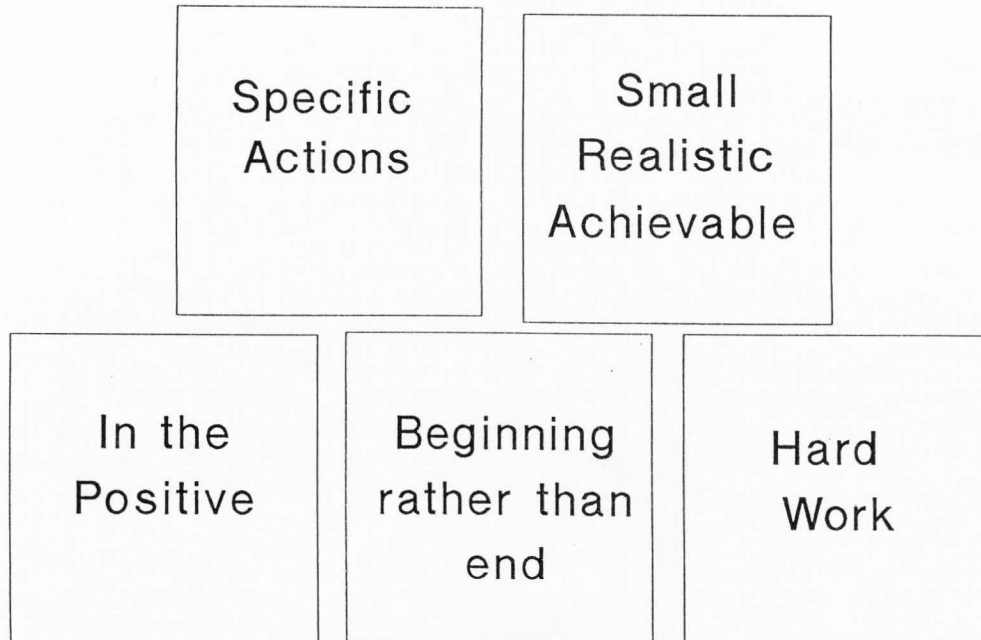 Specific
Actions
Small
Realistic
Achievable
In the
Positive
Beginning
rather than
end
Hard
Work